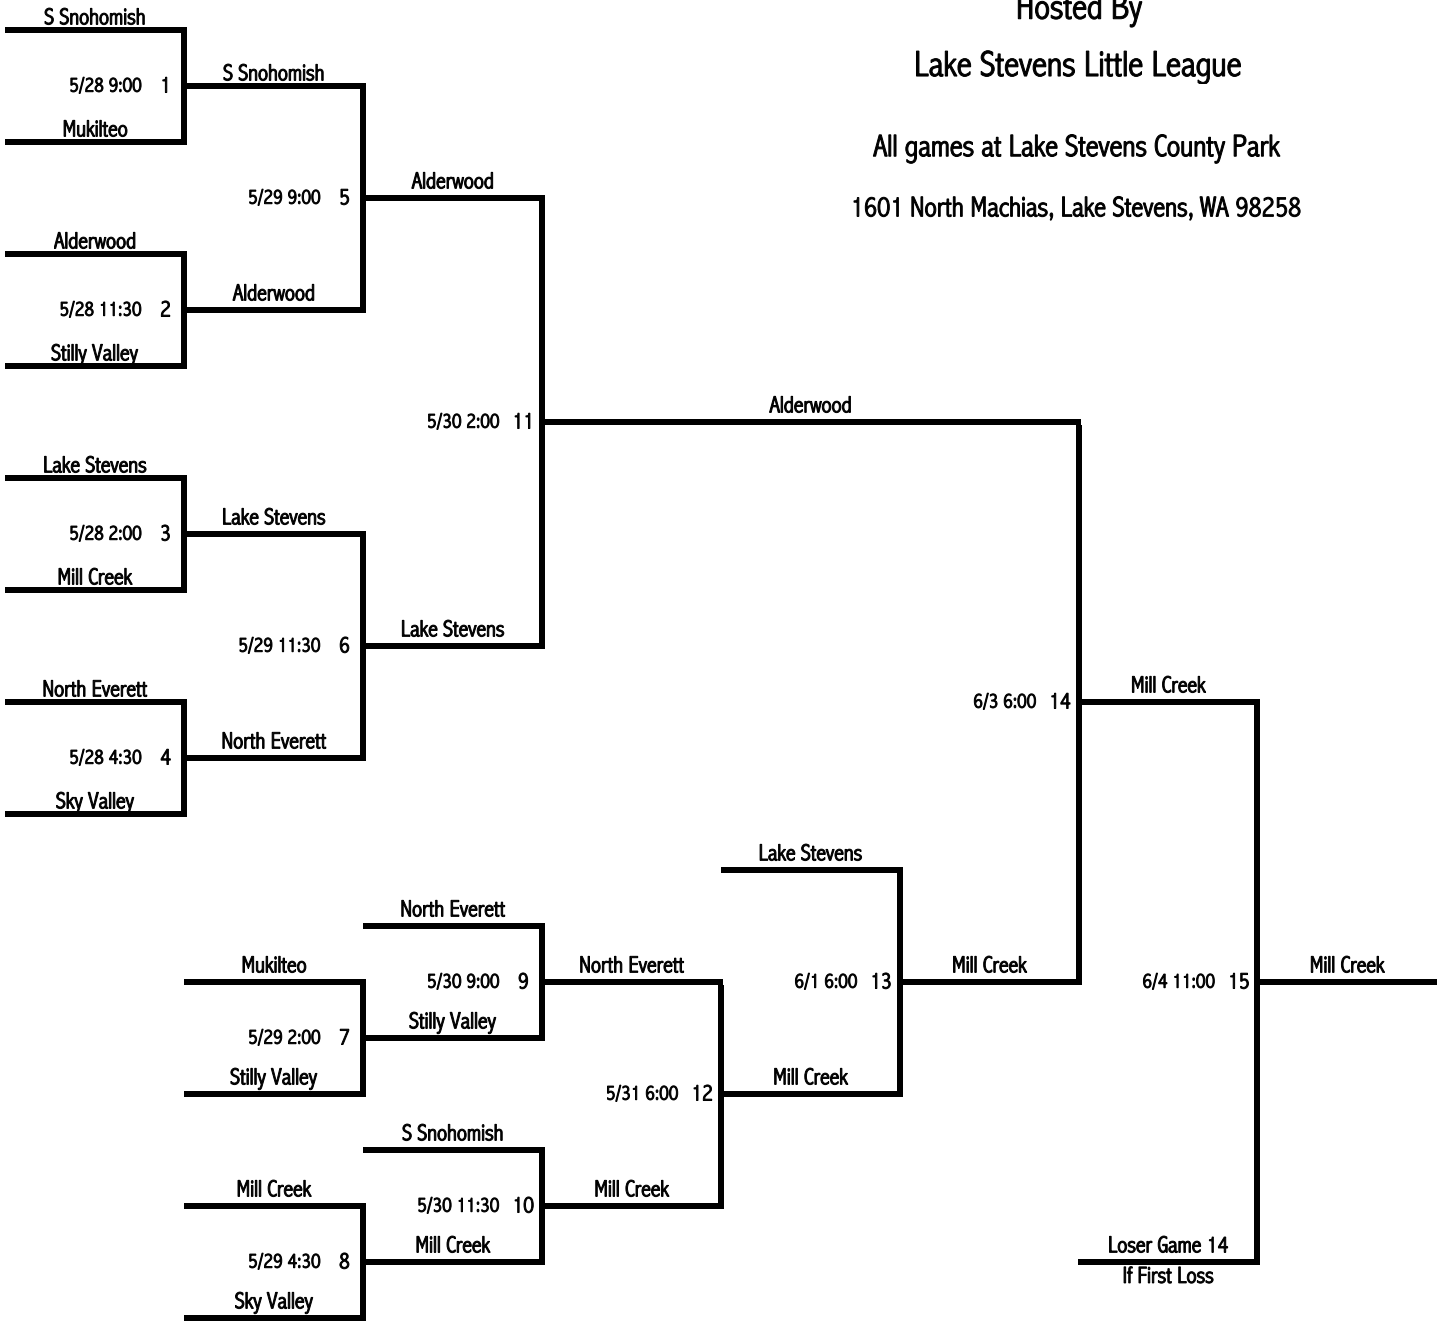 Hosted By
Lake Stevens Little League
All games at Lake Stevens County Park
1601 North Machias, Lake Stevens, WA 98258
S Snohomish
5/28 9:00 1
Mukilteo
S Snohomish
5/29 9:00 5
Alderwood
Alderwood
5/28 11:30 2
Alderwood
Stilly Valley
5/30 2:00 11
Alderwood
Lake Stevens
5/28 2:00 3
Lake Stevens
Mill Creek
5/29 11:30 6
Lake Stevens
North Everett
5/28 4:30 4
North Everett
Sky Valley
6/3 6:00 14
Mill Creek
Lake Stevens
North Everett
Mukilteo
5/30 9:00 9
North Everett
6/1 6:00 13
Mill Creek
6/4 11:00 15
Mill Creek
Stilly Valley
5/29 2:00 7
Stilly Valley
5/31 6:00 12
Mill Creek
S Snohomish
Mill Creek
5/30 11:30 10
Mill Creek
Mill Creek
5/29 4:30 8
Sky Valley
Loser Game 14
If First Loss